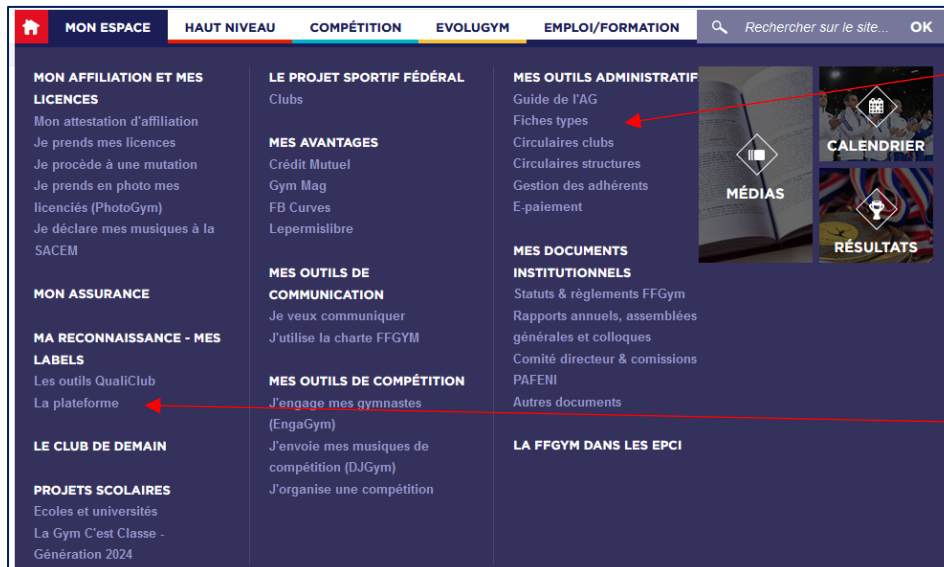 MON ESPACE HAUT NIVEAU COMPÉTITION EVOLUGYM EMPLOI/FORMATION Rechercher sur le site... OK
MON AFFILIATION ET MES
LICENCES
Mon attestation d'affiliation
Je prends mes licences
Je procède à une mutation
Je prends en photo mes
licenciés (PhotoGym)
Je déclare mes musiques à la
SACEM
MON ASSURANCE
MA RECONNAISSANCE - MES
LABELS
Les outils QualiClub
La plateforme
LE CLUB DE DEMAIN
PROJETS SCOLAIRES
Ecoles et universités
La Gym C'est Classe -
Génération 2024
LE PROJET SPORTIF FÉDÉRAL
Clubs
MES AVANTAGES
Crédit Mutuel
Gym Mag
FB Curves
Lepermislibre
MES OUTILS DE
COMMUNICATION
Je veux communiquer
J'utilise la charte FFGYM
MES OUTILS DE COMPÉTITION
J'engage mes gymnastes
(EngaGym)
J'envoie mes musiques de
compétition (DJGym)
J'organise une compétition
MES OUTILS ADMINISTRATIF
Guide de l'AG
Fiches types
Circulaires clubs
Circulaires structures
Gestion des adhérents
E-paiement
MES DOCUMENTS
INSTITUTIONNELS
Statuts & règlements FFGym
Rapports annuels, assemblées
générales et colloques
Comité directeur & comissions
PAFENI
Autres documents
LA FFGYM DANS LES EPCI
MÉDIAS
CALENDRIER
RÉSULTATS